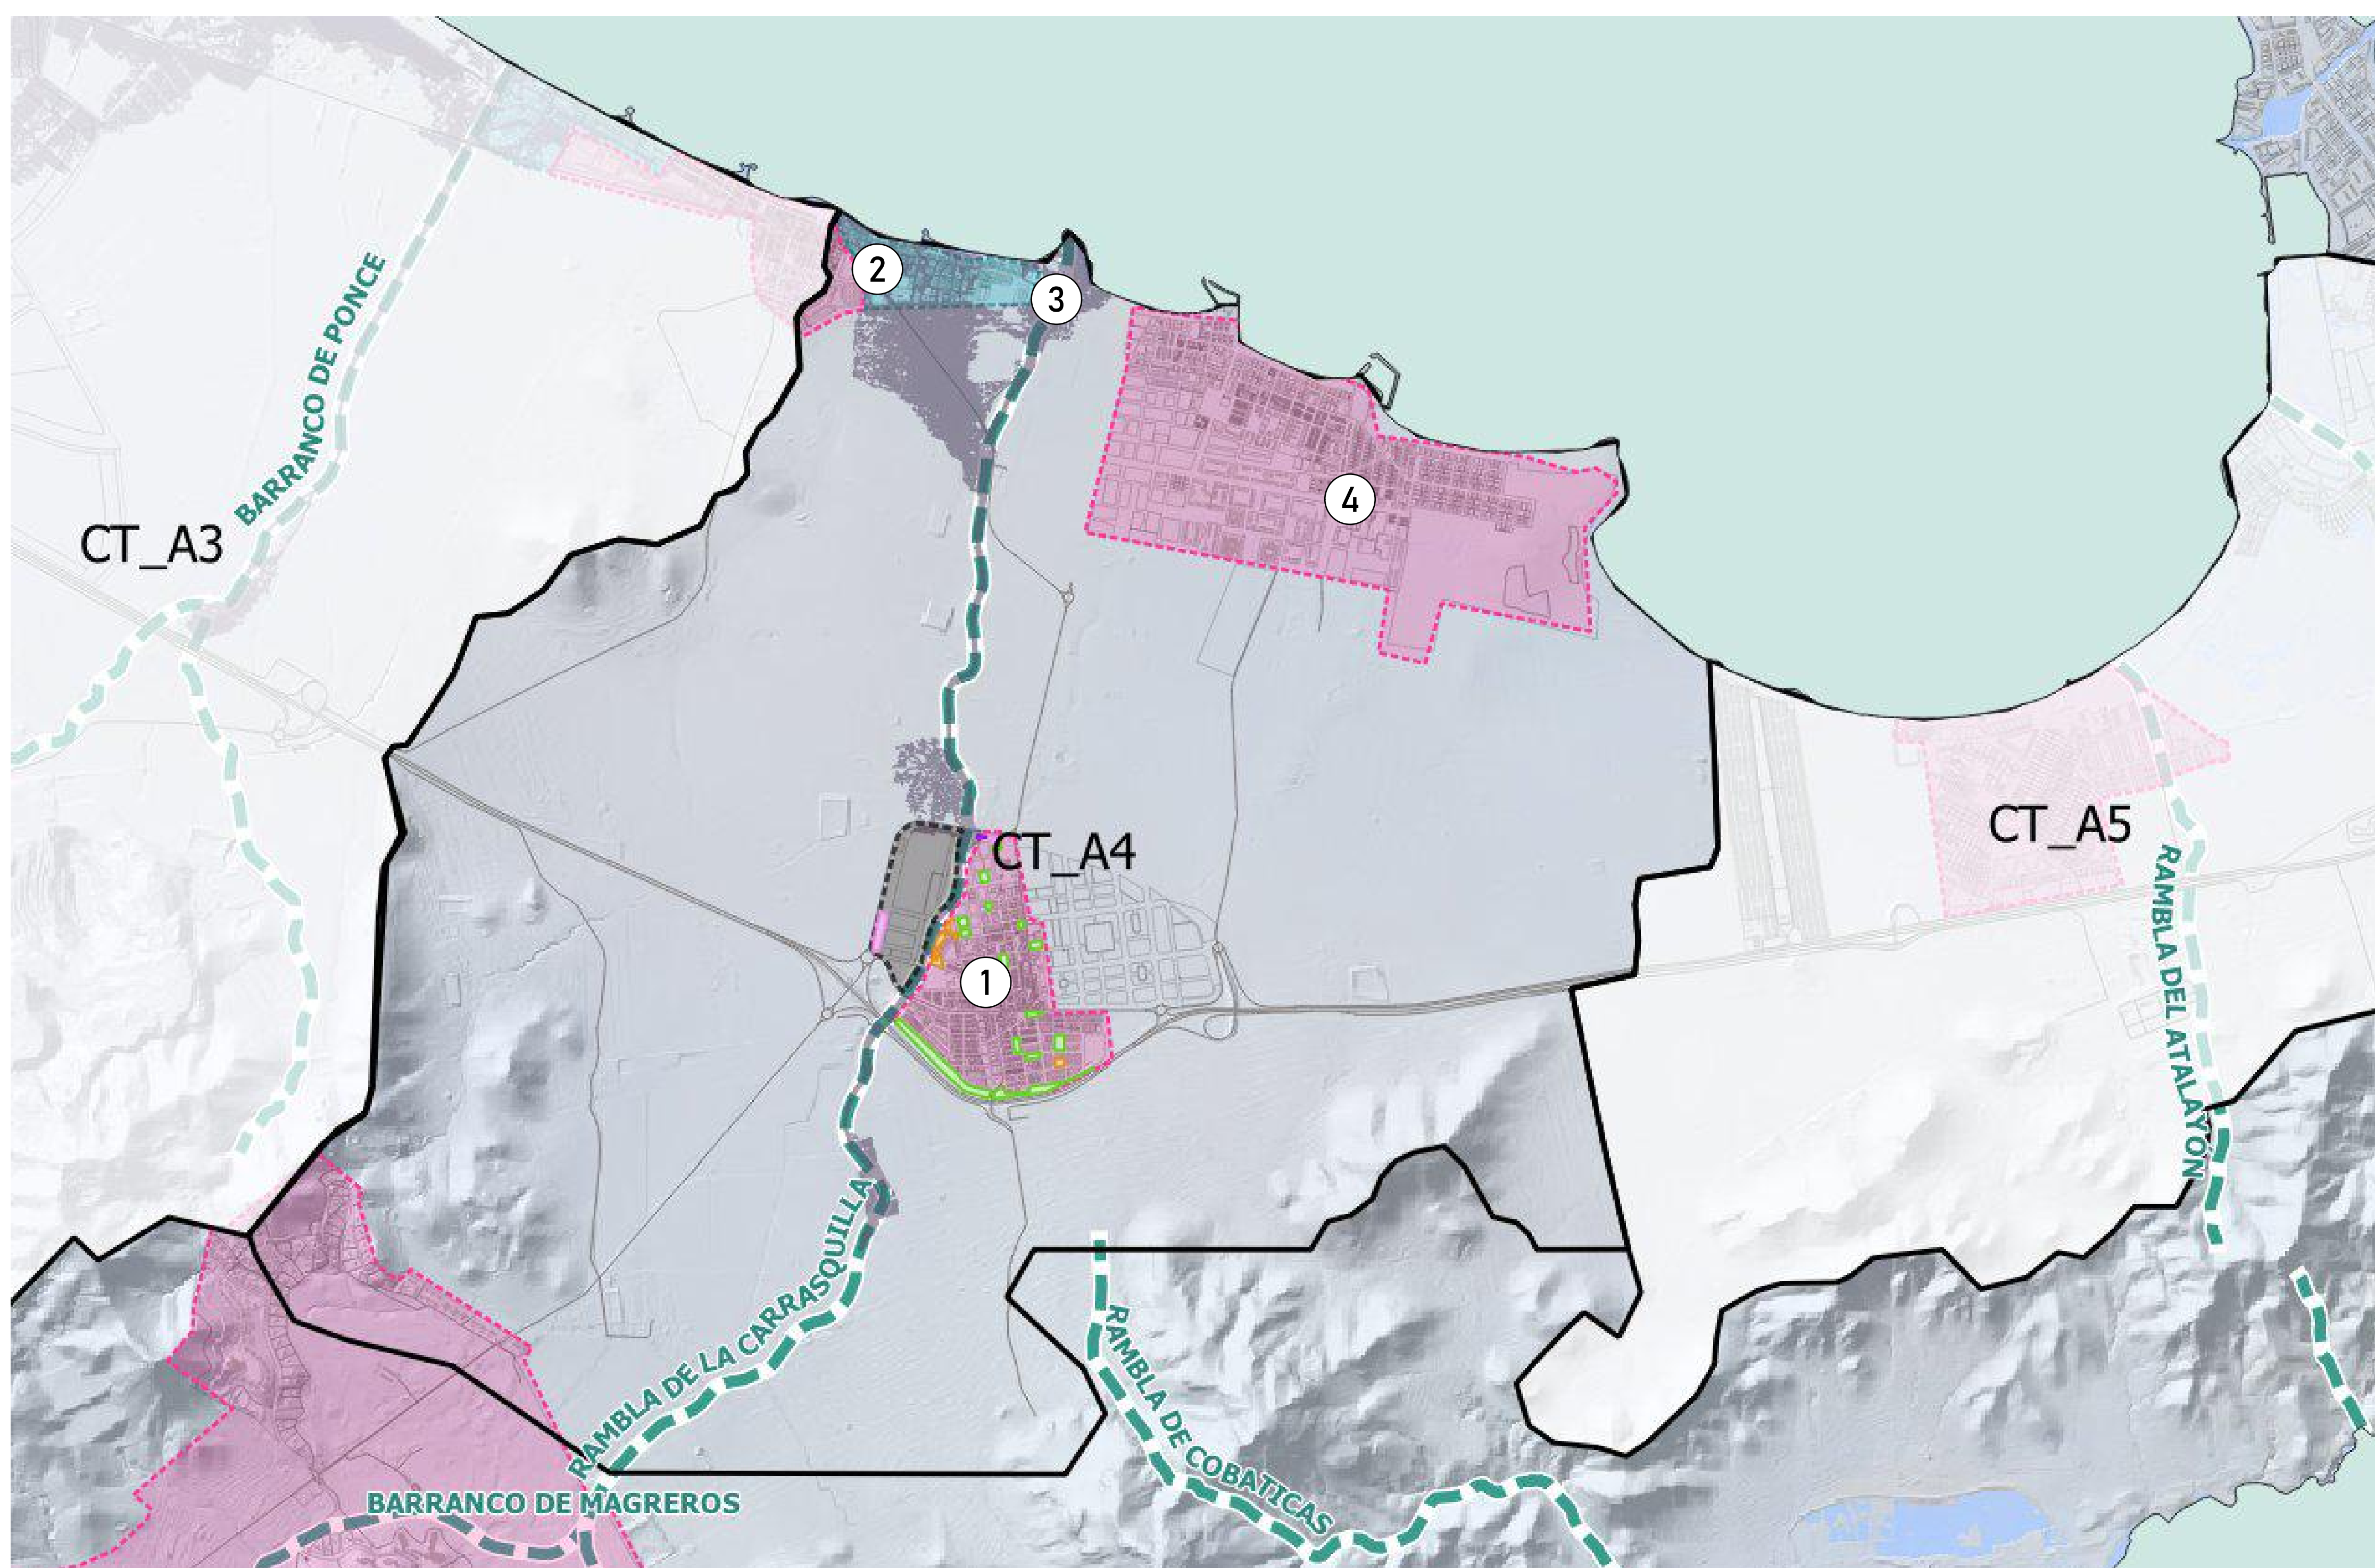 BARRANCO DE PONCE
2
3
4
CT_A3
CT_A4
CT_A5
1
RAMBLA DEL ATALAYÓN
RAMBLA DE LA CARRASQUILLA
RAMBLA DE COBATICAS
BARRANCO DE MAGREROS